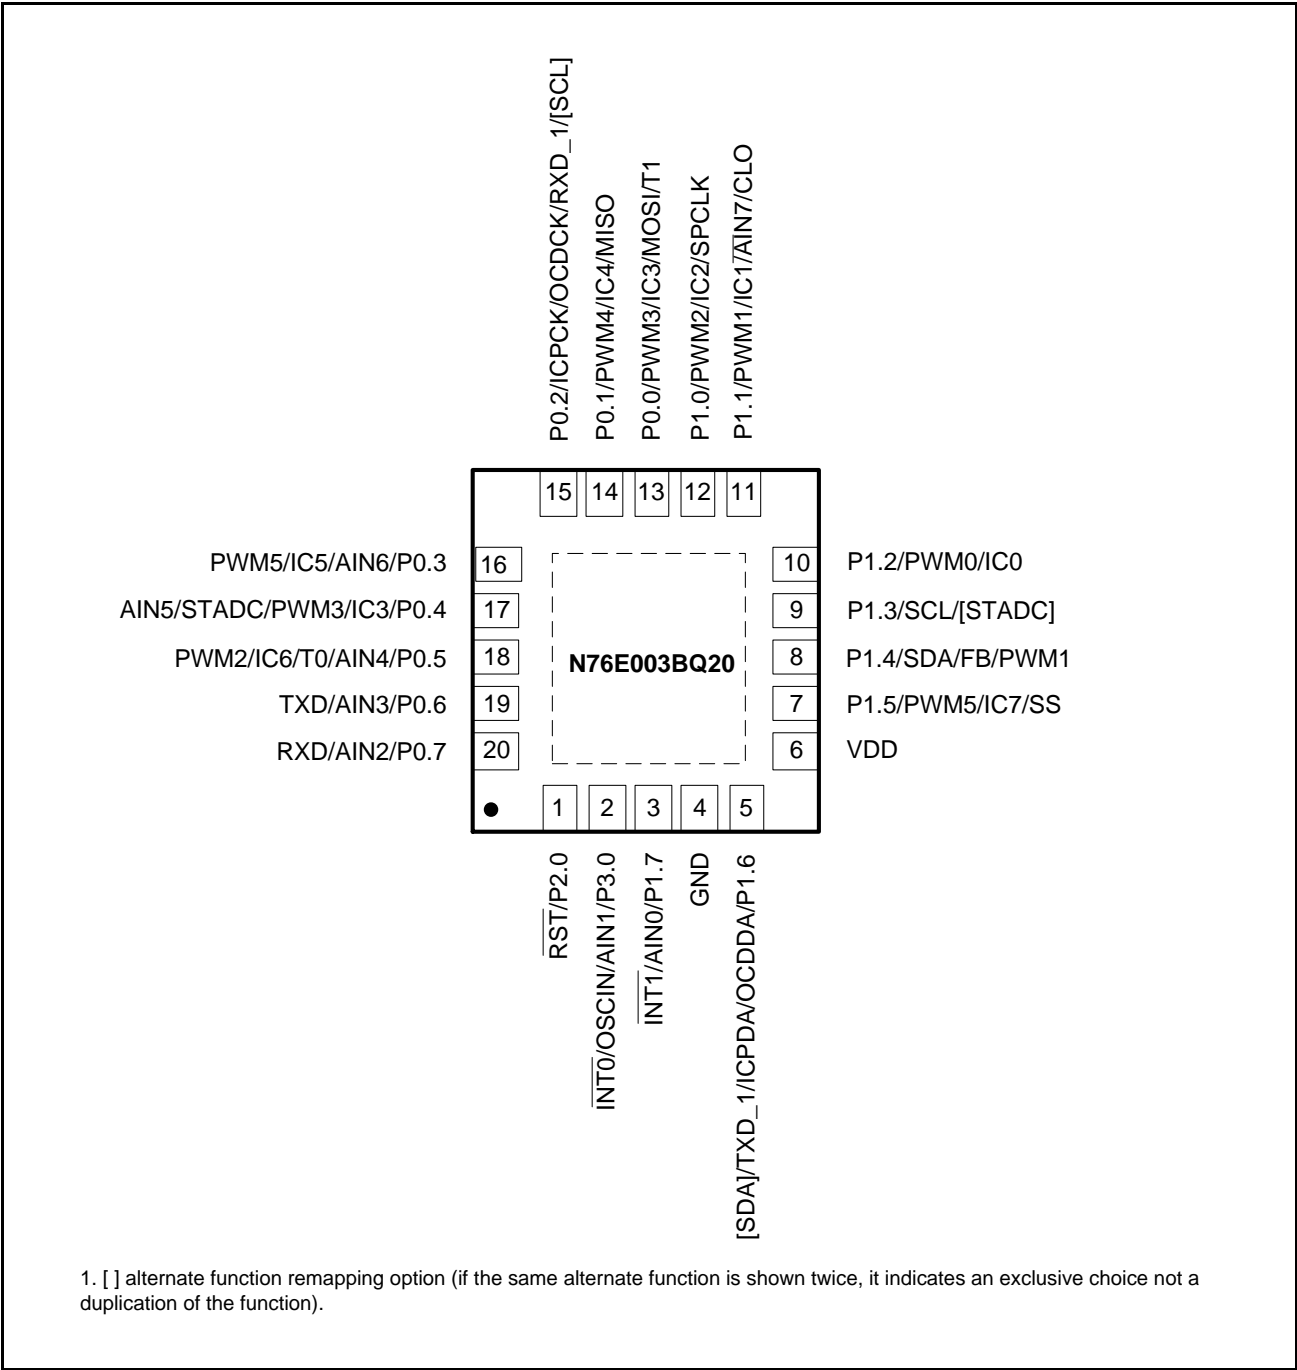 P0.2/ICPCK/OCDCK/RXD_1/[SCL]
P0.1/PWM4/IC4/MISO
P0.0/PWM3/IC3/MOSI/T1
P1.0/PWM2/IC2/SPCLK
P1.1/PWM1/IC1/AIN7/CLO
15 14 13 12 11
PWM5/IC5/AIN6/P0.3 16
10 P1.2/PWM0/IC0
AIN5/STADC/PWM3/IC3/P0.4 17
9 P1.3/SCL/[STADC]
PWM2/IC6/T0/AIN4/P0.5 18
N76E003BQ20
8 P1.4/SDA/FB/PWM1
TXD/AIN3/P0.6 19
7 P1.5/PWM5/IC7/SS
RXD/AIN2/P0.7 20
6 VDD
1 2 3 4 5
RST/P2.0
INT0/OSCIN/AIN1/P3.0
INT1/AIN0/P1.7
GND
[SDA]/TXD_1/ICPDA/OCDDA/P1.6
1. [ ] alternate function remapping option (if the same alternate function is shown twice, it indicates an exclusive choice not a
duplication of the function).